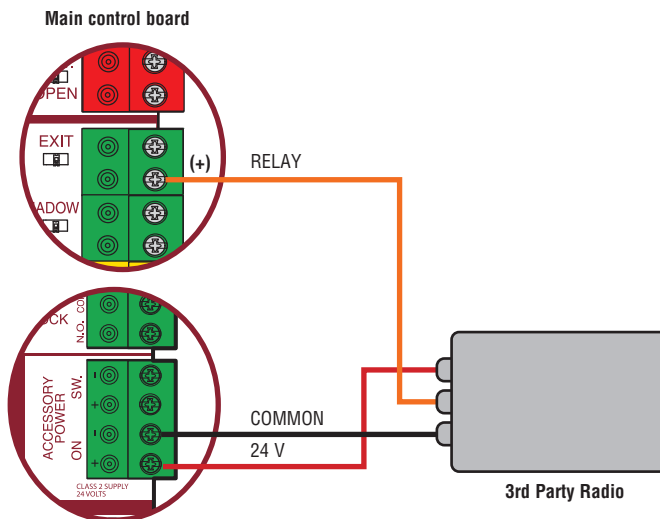 Main control board
OPEN
EXIT
(+)
RELAY
ADOW
N.O.
SW.
ACCESSORY
POWER
ON
-
+
-
+
COMMON
24 V
CLASS 2 SUPPLY
24 VOLTS
3rd Party Radio